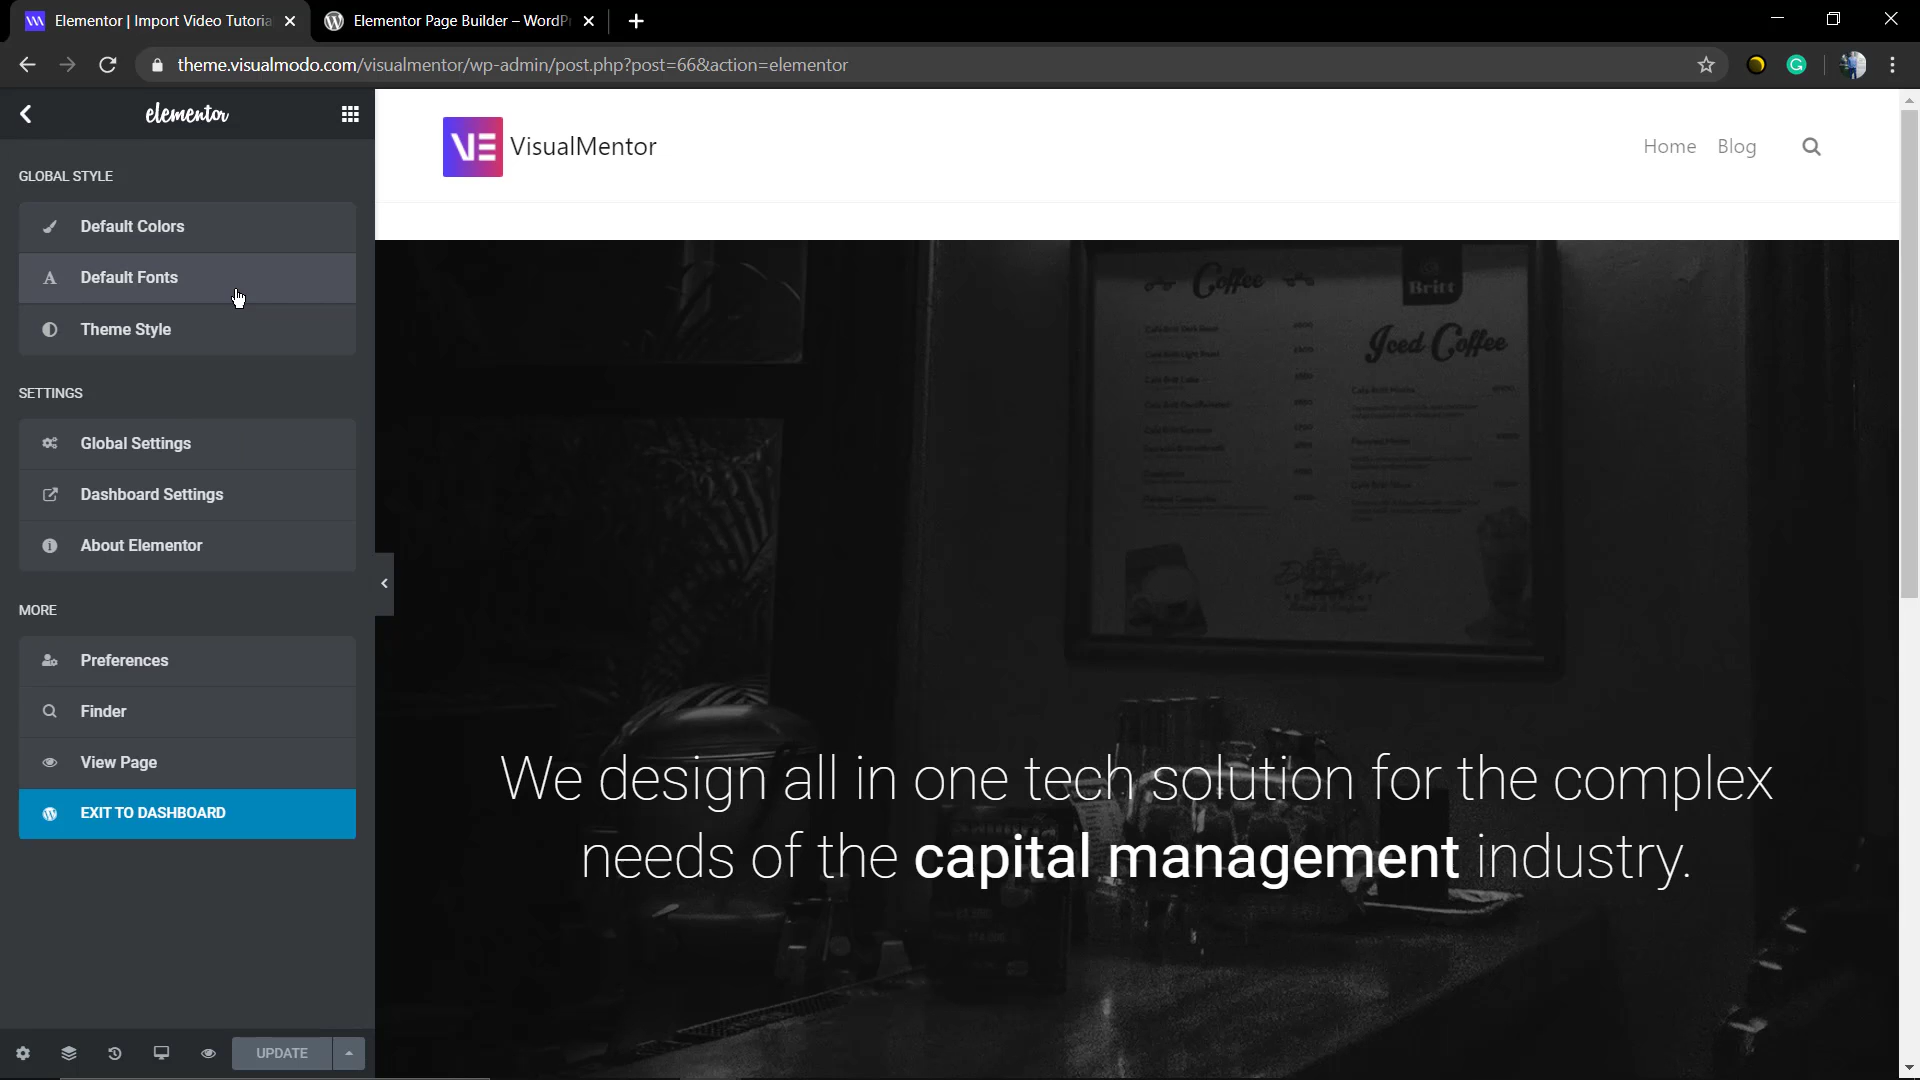 Elementor | Import Video Tutoria
Elementor Page Builder – WordP
theme.visualmodo.com/visualmentor/wp-admin/post.php?post=66&action=elementor
elementor
GLOBAL STYLE
Default Colors
Default Fonts
Theme Style
SETTINGS
Global Settings
Dashboard Settings
About Elementor
MORE
Preferences
Finder
View Page
EXIT TO DASHBOARD
UPDATE
VE VisualMentor
Home Blog
Coffee
Britt
Iced Coffee
We design all in one tech solution for the complex
needs of the capital management industry.